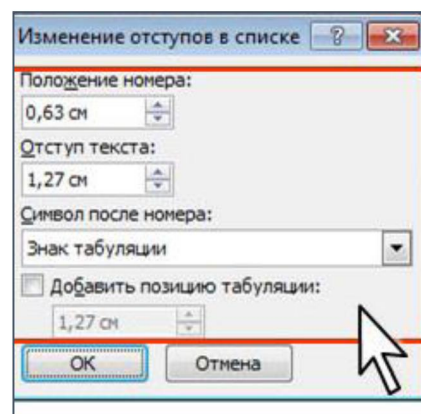 Изменение отступов в списке
Положение номера:
0,63 см
Отступ текста:
1,27 см
Символ после номера:
Знак табуляции
Добавить позицию табуляции:
1,27 см
ОК Отмена